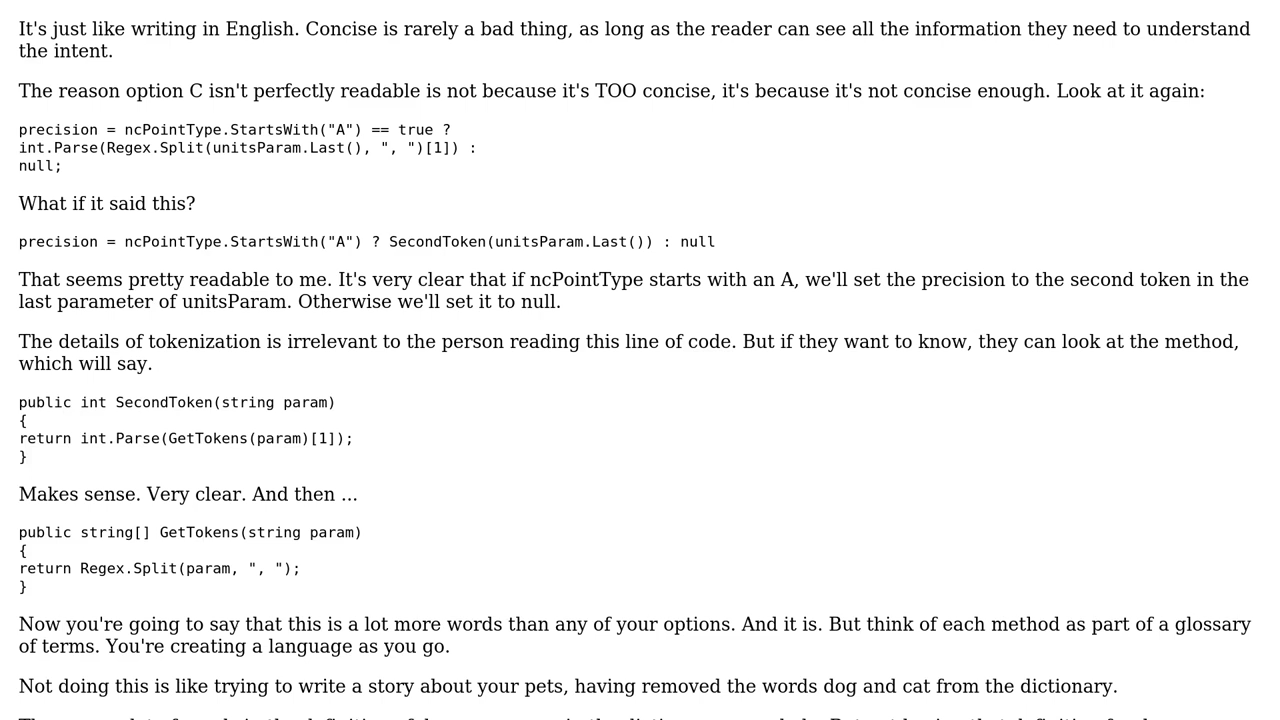 It's just like writing in English. Concise is rarely a bad thing, as long as the reader can see all the information they need to understand
the intent.
The reason option C isn't perfectly readable is not because it's TOO concise, it's because it's not concise enough. Look at it again:
precision = ncPointType.StartsWith("A") == true ?
int.Parse(Regex.Split(unitsParam.Last(), ", ")[1]) :
null;
What if it said this?
precision = ncPointType.StartsWith("A") ? SecondToken(unitsParam.Last()) : null
That seems pretty readable to me. It's very clear that if ncPointType starts with an A, we'll set the precision to the second token in the
last parameter of unitsParam. Otherwise we'll set it to null.
The details of tokenization is irrelevant to the person reading this line of code. But if they want to know, they can look at the method,
which will say.
public int SecondToken(string param)
{
return int.Parse(GetTokens(param)[1]);
}
Makes sense. Very clear. And then ...
public string[] GetTokens(string param)
{
return Regex.Split(param, ", ");
}
Now you're going to say that this is a lot more words than any of your options. And it is. But think of each method as part of a glossary
of terms. You're creating a language as you go.
Not doing this is like trying to write a story about your pets, having removed the words dog and cat from the dictionary.